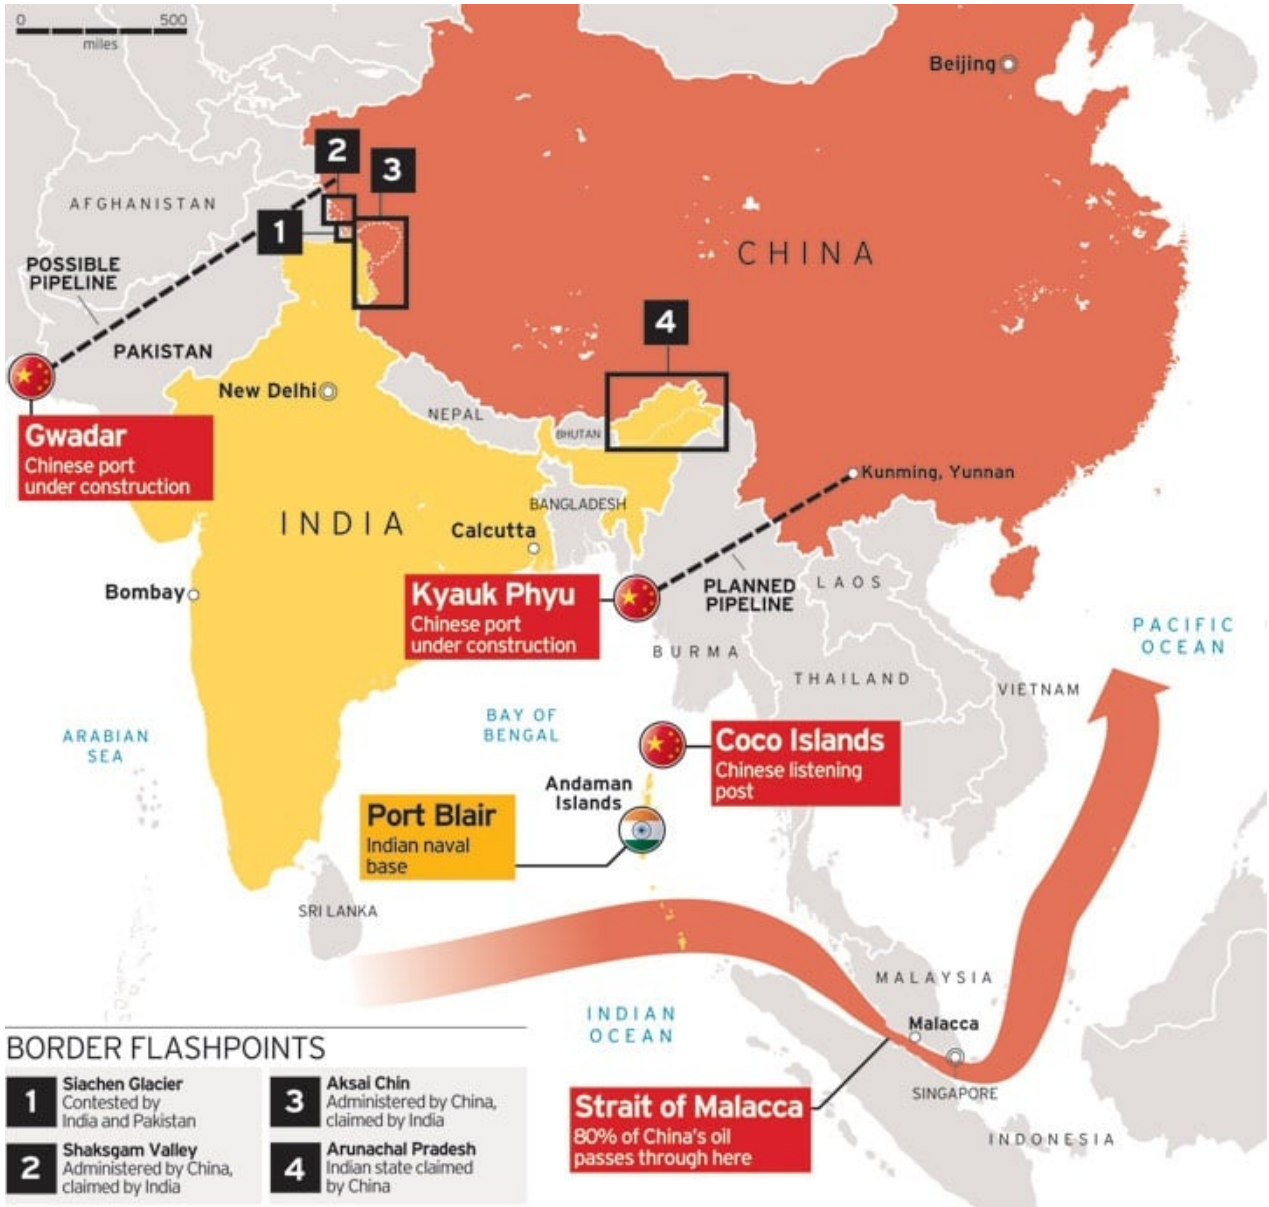 0 500
miles
Beijing
2
3
AFGHANISTAN
1
CHINA
POSSIBLE
PIPELINE
4
PAKISTAN
New Delhi
NEPAL
BHUTAN
Gwadar
Chinese port
under construction
Kunming, Yunnan
BANGLADESH
INDIA
Calcutta
Bombay
Kyauk Phyu
Chinese port
under construction
PLANNED
PIPELINE
LAOS
PACIFIC
OCEAN
BURMA
THAILAND
VIETNAM
ARABIAN
SEA
BAY OF
BENGAL
Coco Islands
Chinese listening
post
Andaman
Islands
Port Blair
Indian naval
base
SRI LANKA
MALAYSIA
INDIAN
OCEAN
Malacca
SINGAPORE
Strait of Malacca
80% of China's oil
passes through here
INDONESIA
BORDER FLASHPOINTS
1
Siachen Glacier
Contested by
India and Pakistan
2
Shaksgam Valley
Administered by China,
claimed by India
3
Aksai Chin
Administered by China,
claimed by India
4
Arunachal Pradesh
Indian state claimed
by China